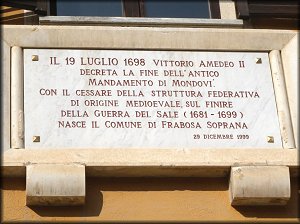 IL 19 LUGLIO 1698 VITTORIO AMEDEO II
DECRETA LA FINE DELL'ANTICO
MANDAMENTO DI MONDOVI'.
CON IL CESSARE DELLA STRUTTURA FEDERATIVA
DI ORIGINE MEDIOEVALE, SUL FINIRE
DELLA GUERRA DEL SALE (1681-1699)
NASCE IL COMUNE DI FRABOSA SOPRANA
29 DICEMBRE 1999